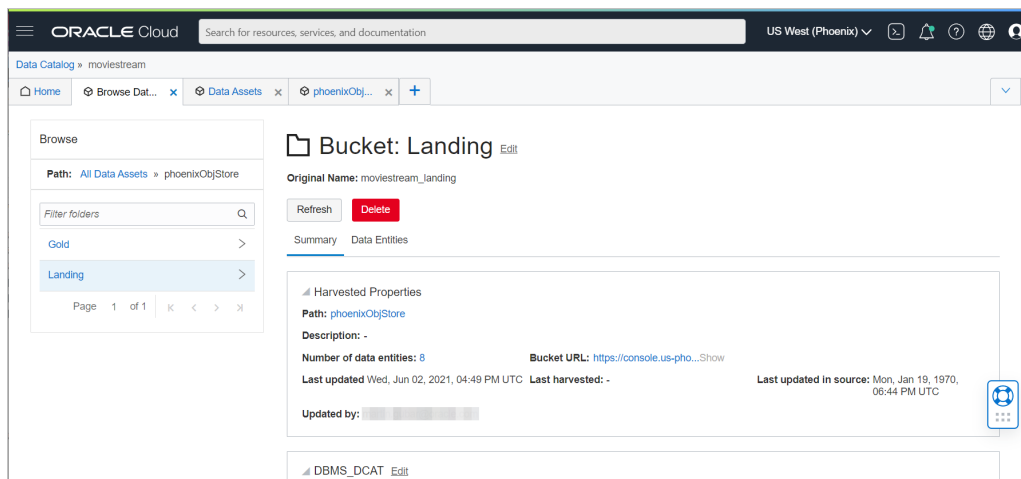 ORACLE Cloud
Search for resources, services, and documentation
US West (Phoenix)
Data Catalog » moviestream
Home
Browse Dat... ×
Data Assets ×
phoenixObj... ×
+
Browse
Path: All Data Assets » phoenixObjStore
Filter folders
Gold
Landing
Page 1 of 1
Bucket: Landing Edit
Original Name: moviestream_landing
Refresh Delete
Summary Data Entities
Harvested Properties
Path: phoenixObjStore
Description: -
Number of data entities: 8 Bucket URL: https://console.us-pho...Show
Last updated Wed, Jun 02, 2021, 04:49 PM UTC Last harvested: - Last updated in source: Mon, Jan 19, 1970,
06:44 PM UTC
Updated by:
DBMS_DCAT Edit